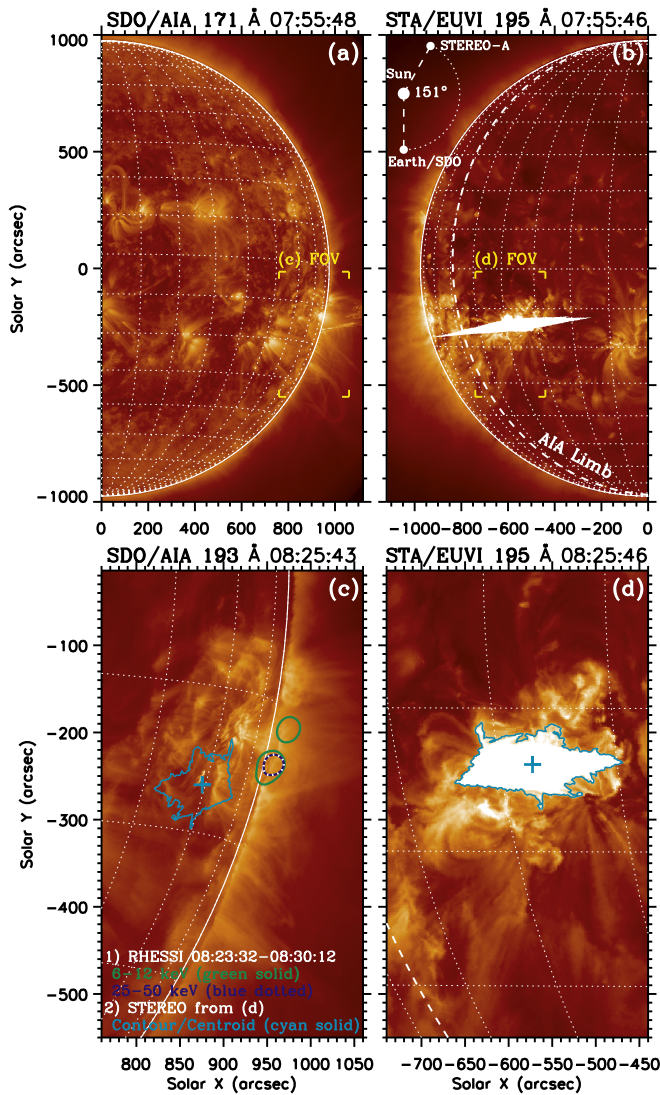 SDO/AIA 171 Å 07:55:48
STA/EUVI 195 Å 07:55:46
(a)
(b)
STEREO-A
Sun
151°
Earth/SDO
(c) FOV
(d) FOV
AIA Limb
1000
500
0
-500
-1000
Solar Y (arcsec)
0 200 400 600 800 1000
-1000 -800 -600 -400 -200 0
SDO/AIA 193 Å 08:25:43
STA/EUVI 195 Å 08:25:46
(c)
(d)
-100
-200
-300
-400
-500
Solar Y (arcsec)
1) RHESSI 08:23:32-08:30:12
6-12 keV (green solid)
25-50 keV (blue dotted)
2) STEREO from (d)
Contour/Centroid (cyan solid)
800 850 900 950 1000 1050
-700 -650 -600 -550 -500 -450
Solar X (arcsec)
Solar X (arcsec)